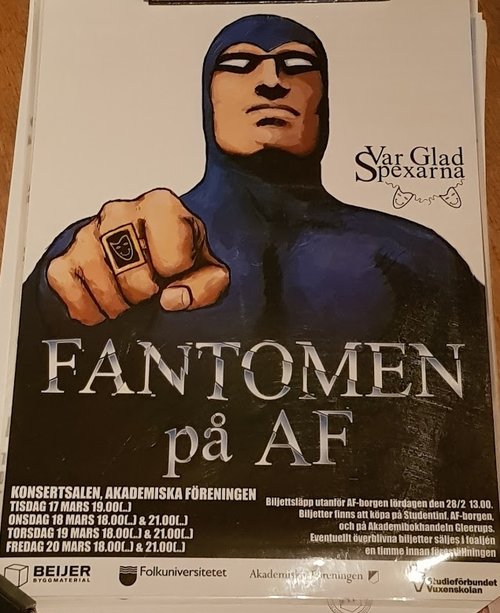 Var Glad
Spexarna
FANTOMEN
på AF
KONSERTSALEN, AKADEMISKA FÖRENINGEN
TISDAG 17 MARS 19.00(..)
ONSDAG 18 MARS 18.00(..) & 21.00(..)
TORSDAG 19 MARS 18.00(..) & 21.00(..)
FREDAG 20 MARS 18.00(..) & 21.00(..)
Biljettsläpp utanför AF-borgen lördagen den 28/2 13.00.
Biljetter finns att köpa på Studentinf, AF-borgen,
och på Akademibokhandeln Gleerups.
Eventuellt överblivna biljetter säljes i foajén
en timme innan föreställningen
BEIJER
BYGGMATERIAL
Folkuniversitetet
Akademiska Föreningen
Studieförbundet
Vuxenskolan